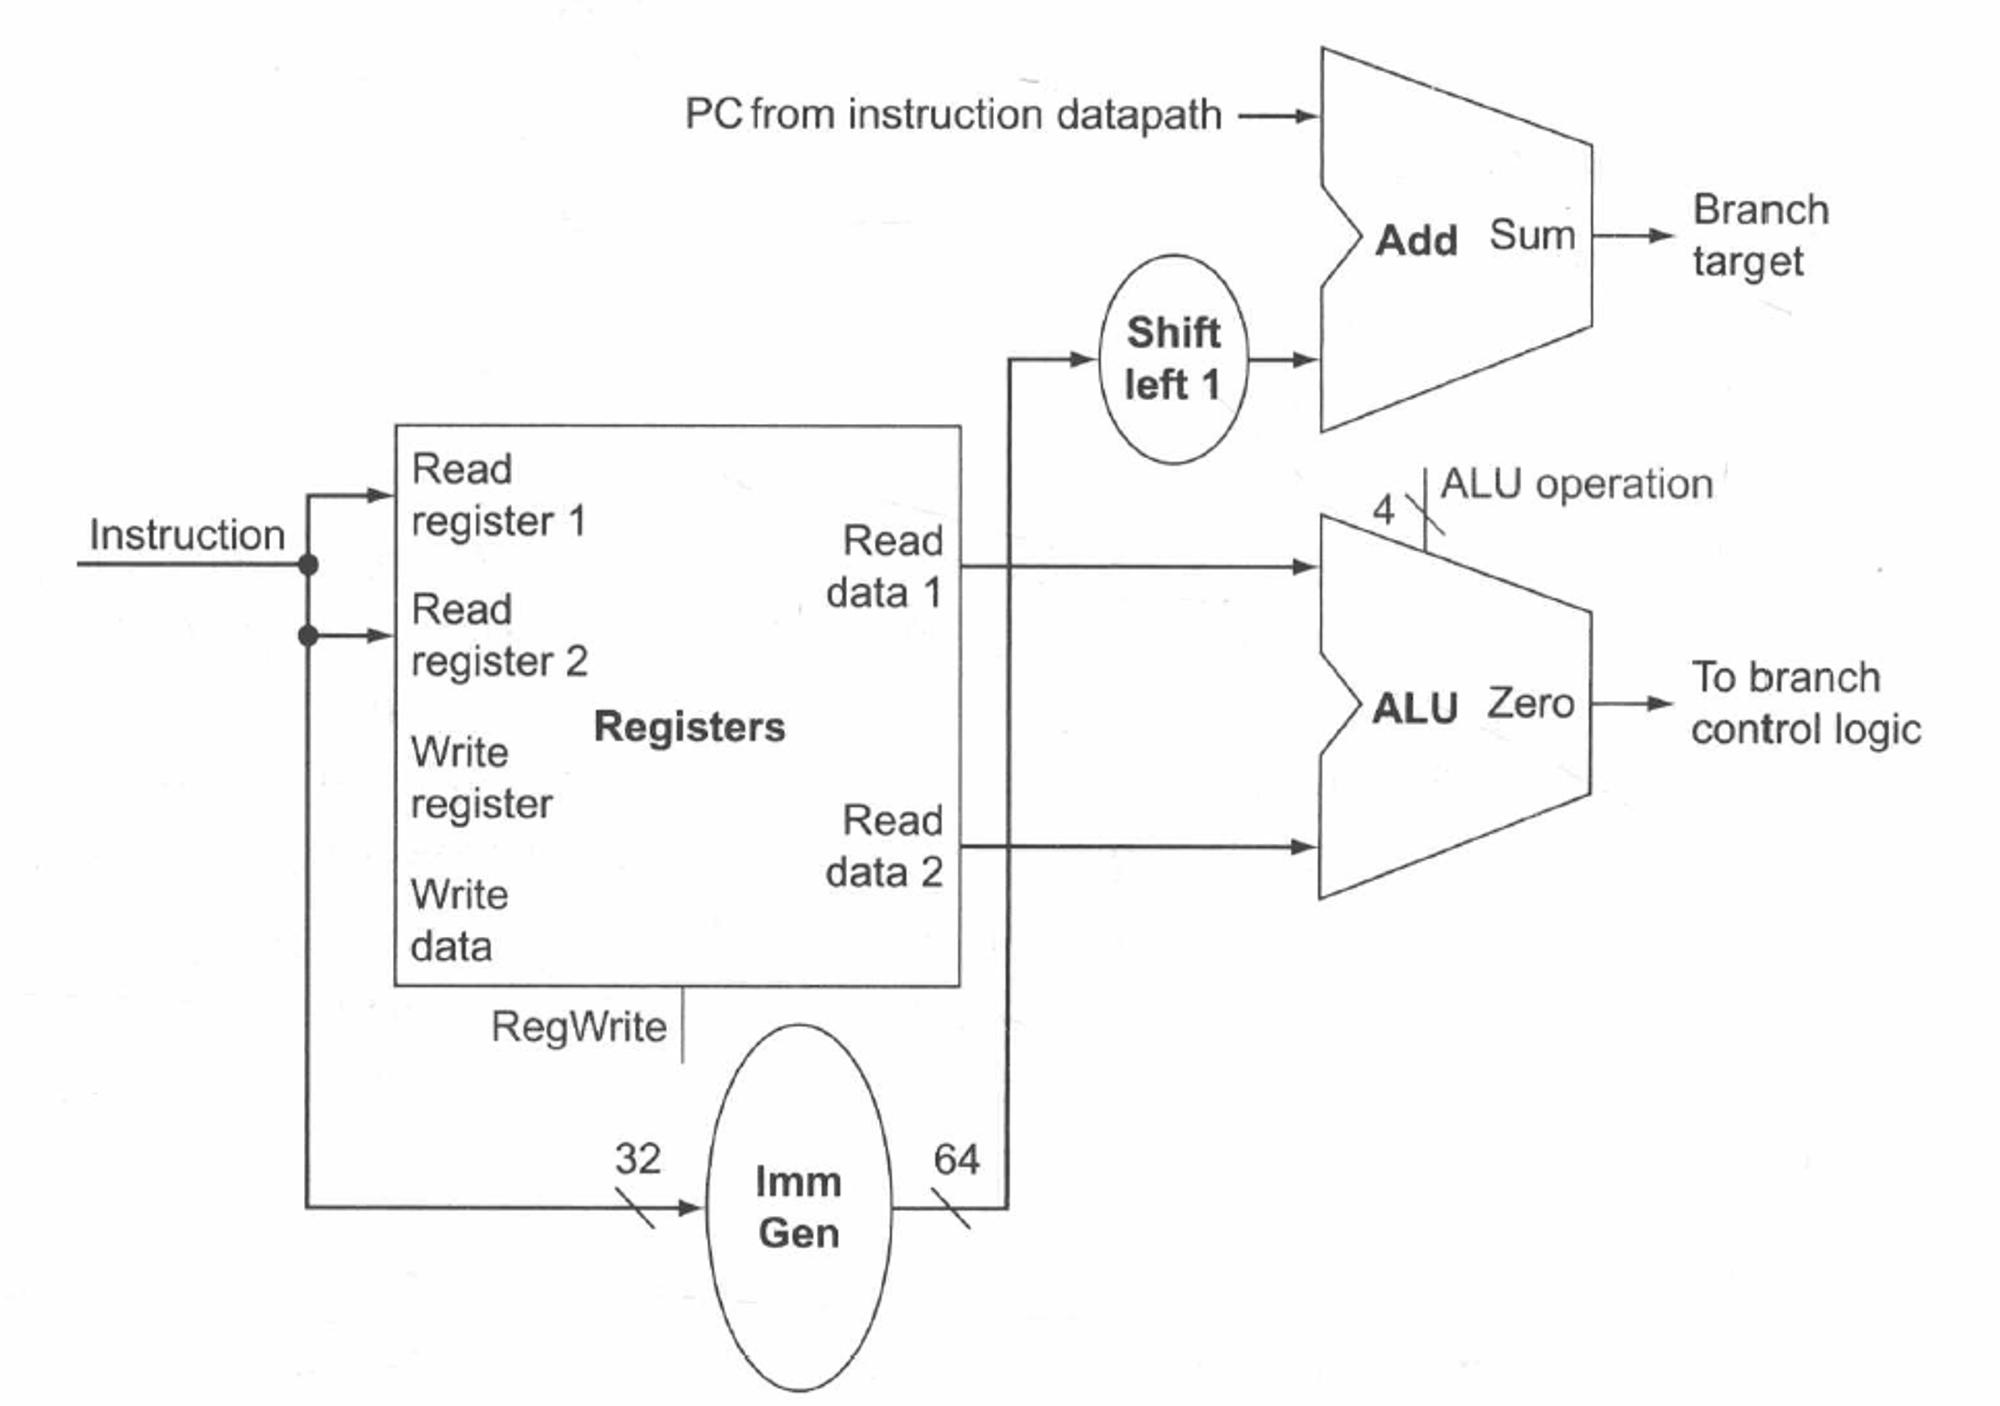 PC from instruction datapath
Add Sum
Branch
target
Shift
left 1
4
ALU operation
Instruction
Read
register 1
Read
register 2
Registers
Write
register
Write
data
Read
data 1
Read
data 2
ALU Zero
To branch
control logic
RegWrite
32
Imm
Gen
64